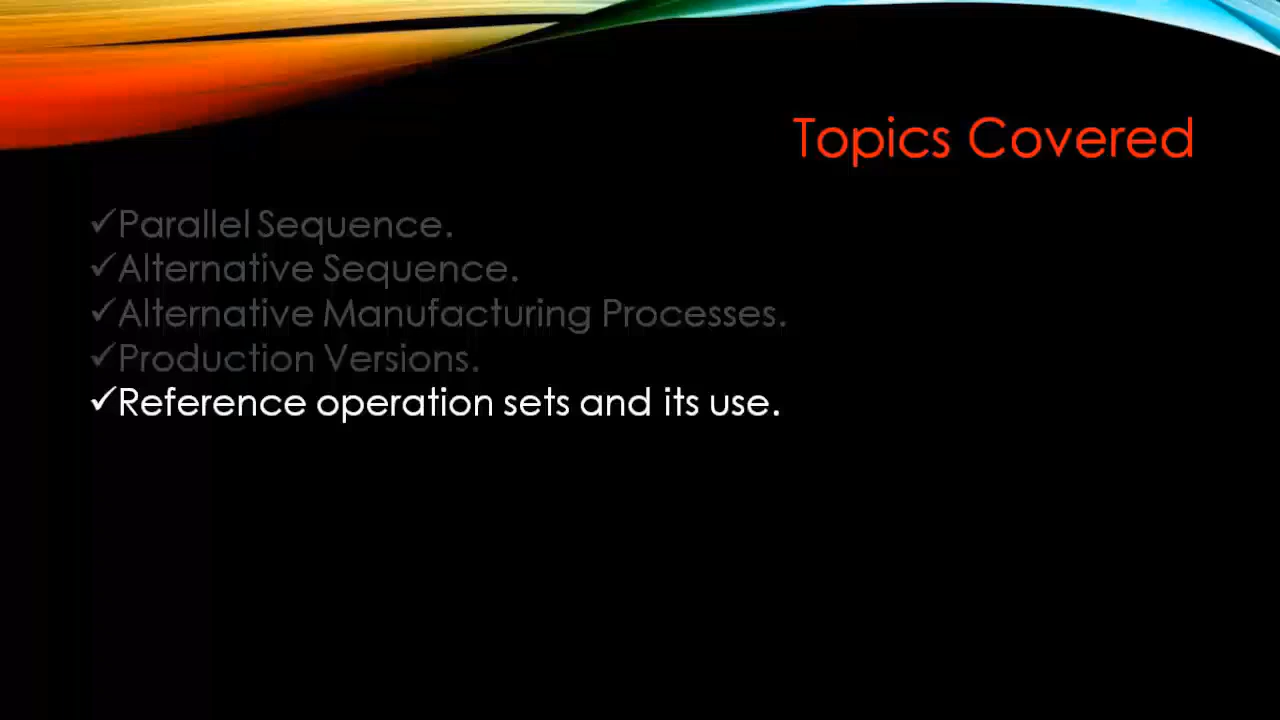 Topics Covered
✓Parallel Sequence.
✓Alternative Sequence.
✓Alternative Manufacturing Processes.
✓Production Versions.
✓Reference operation sets and its use.